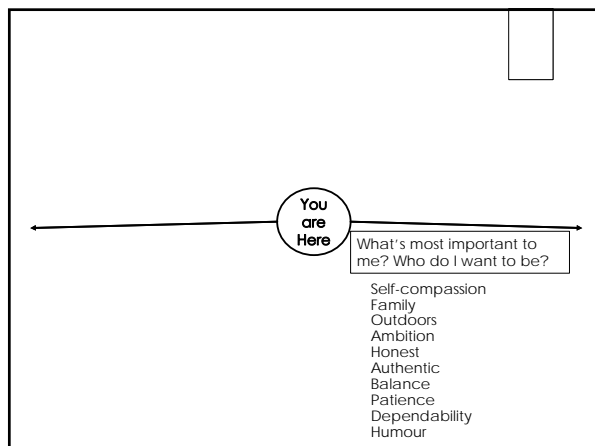 You
are
Here
What's most important to
me? Who do I want to be?
Self-compassion
Family
Outdoors
Ambition
Honest
Authentic
Balance
Patience
Dependability
Humour